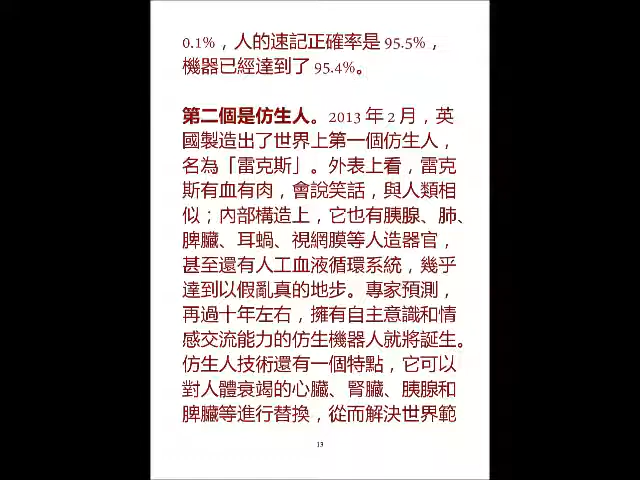 0.1%，人的速記正確率是 95.5%，
機器已經達到了 95.4%。
第二個是仿生人。2013 年 2 月，英
國製造出了世界上第一個仿生人，
名為「雷克斯」。外表上看，雷克
斯有血有肉，會說笑話，與人類相
似；內部構造上，它也有胰腺、肺、
脾臟、耳蝸、視網膜等人造器官，
甚至還有人工血液循環系統，幾乎
達到以假亂真的地步。專家預測，
再過十年左右，擁有自主意識和情
感交流能力的仿生機器人就將誕生。
仿生人技術還有一個特點，它可以
對人體衰竭的心臟、腎臟、胰腺和
脾臟等進行替換，從而解決世界範
13